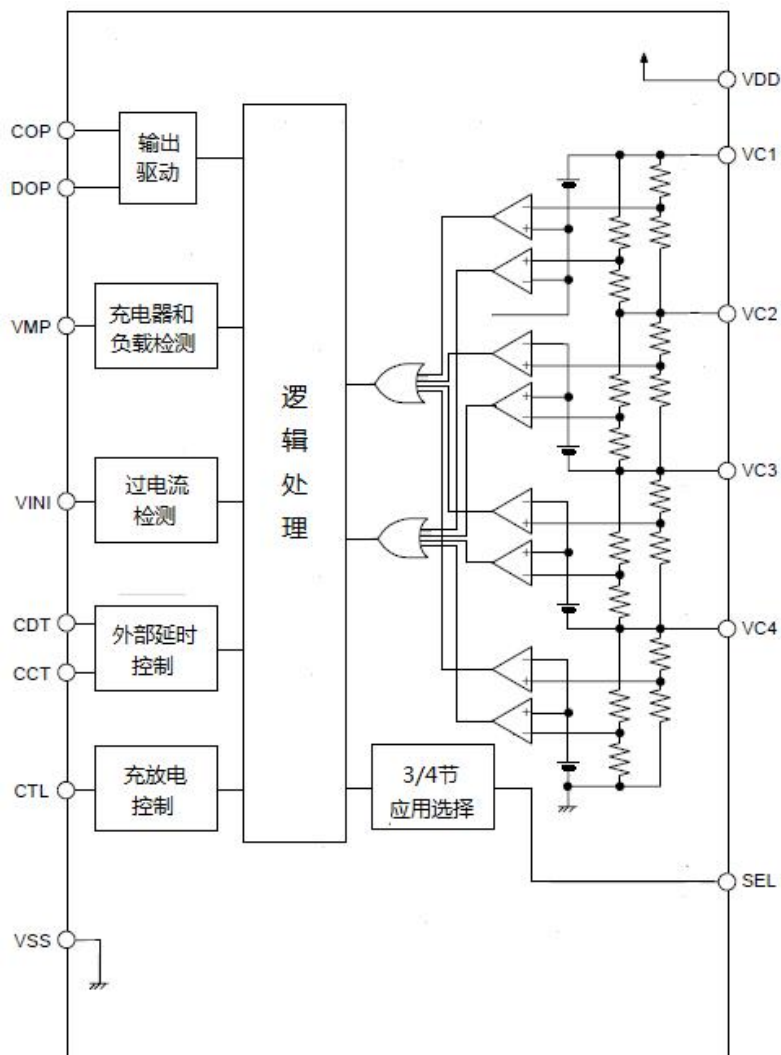 VDD
COP
输出
驱动
DOP
VC1
VMP
充电器和
负载检测
VC2
逻
辑
处
理
VINI
过电流
检测
VC3
CDT
外部延时
控制
CCT
VC4
CTL
充放电
控制
3/4节
应用选择
SEL
VSS